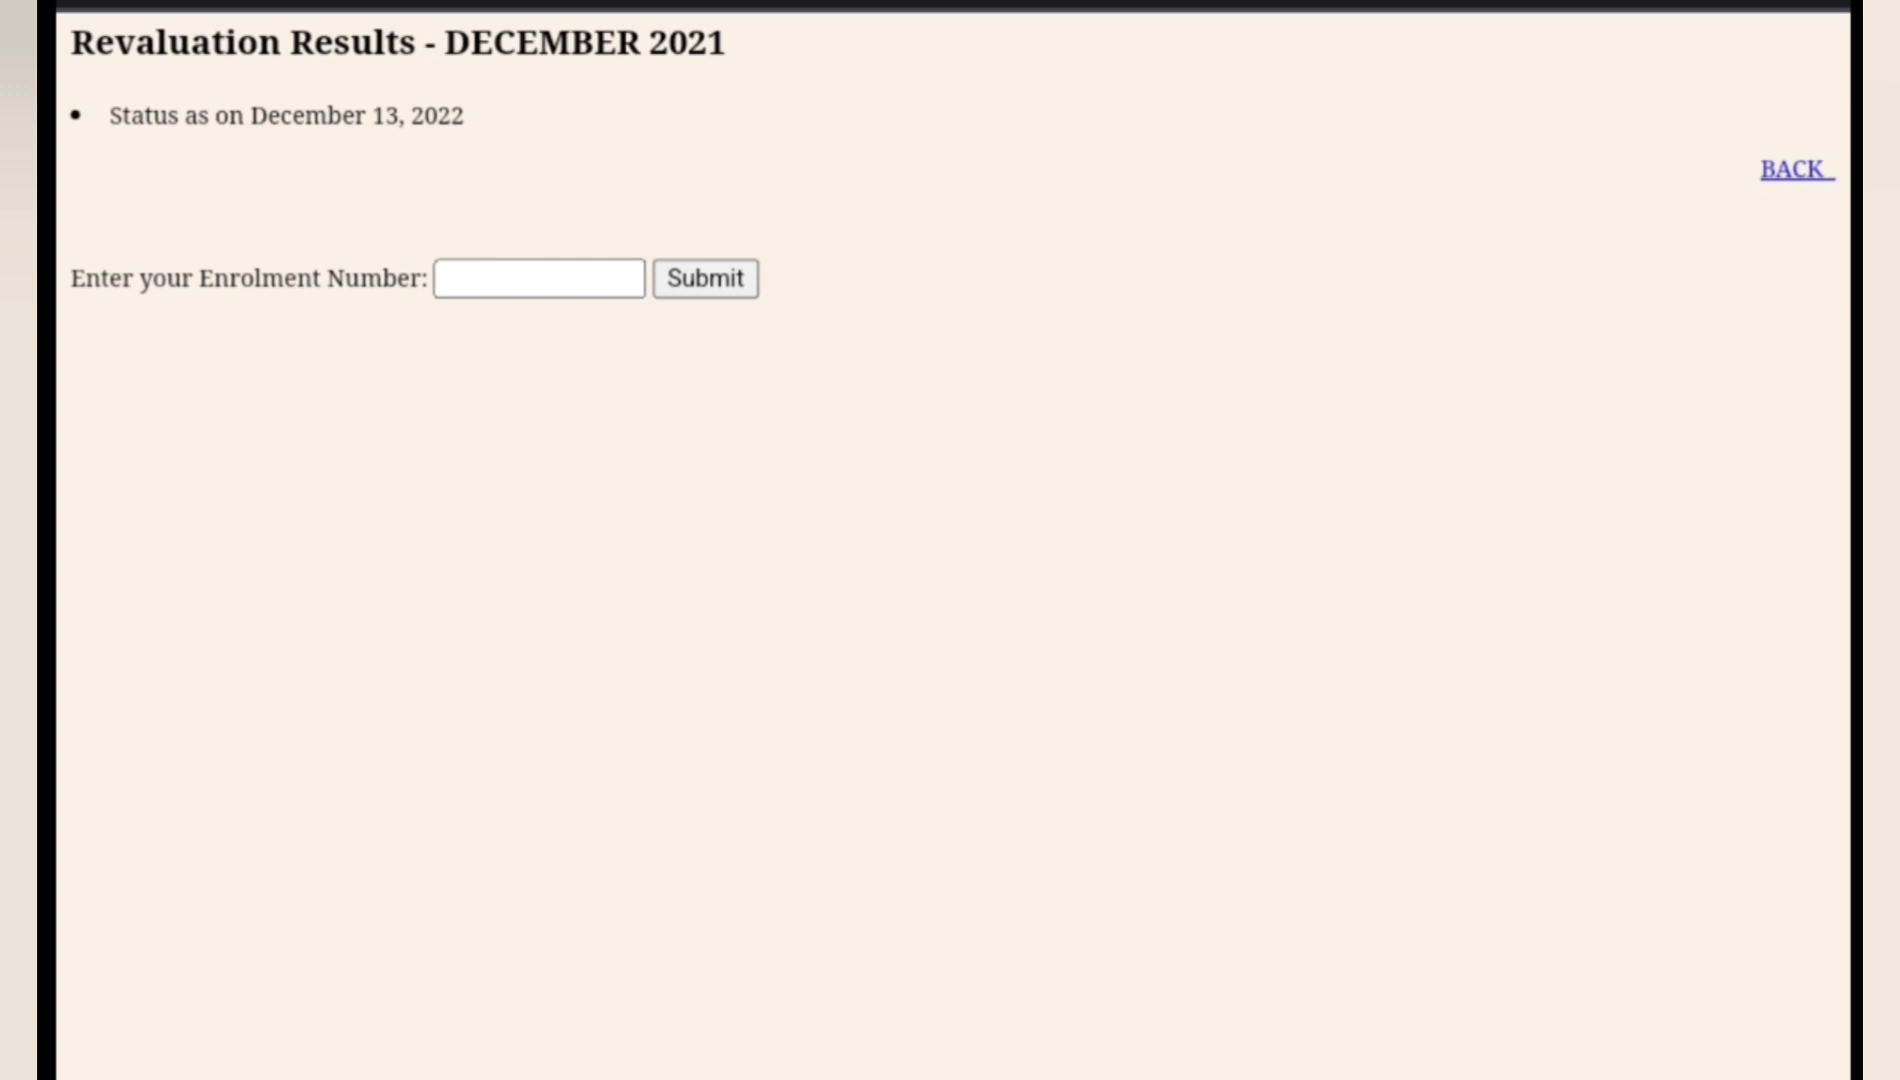 Revaluation Results - DECEMBER 2021
• Status as on December 13, 2022
BACK
Enter your Enrolment Number: Submit